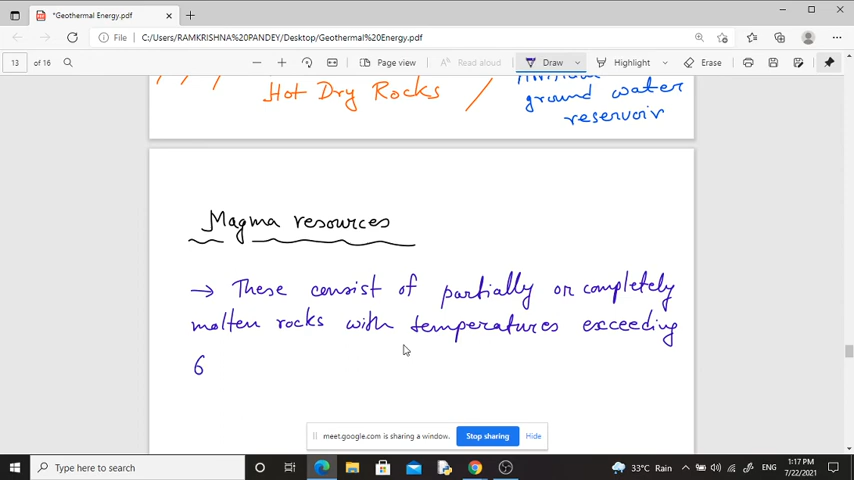 *Geothermal Energy.pdf
File C:/Users/RAMKRISHNA%20PANDEY/Desktop/Geothermal%20Energy.pdf
13 of 16 Page view Read aloud Draw Highlight Erase
Hot Dry Rocks
ground water
reservoir
Magma resources
→ These consist of partially or completely
molten rocks with temperatures exceeding
6
meet.google.com is sharing a window. Stop sharing Hide
Type here to search 33°C Rain ENG 1:17 PM
7/22/2021